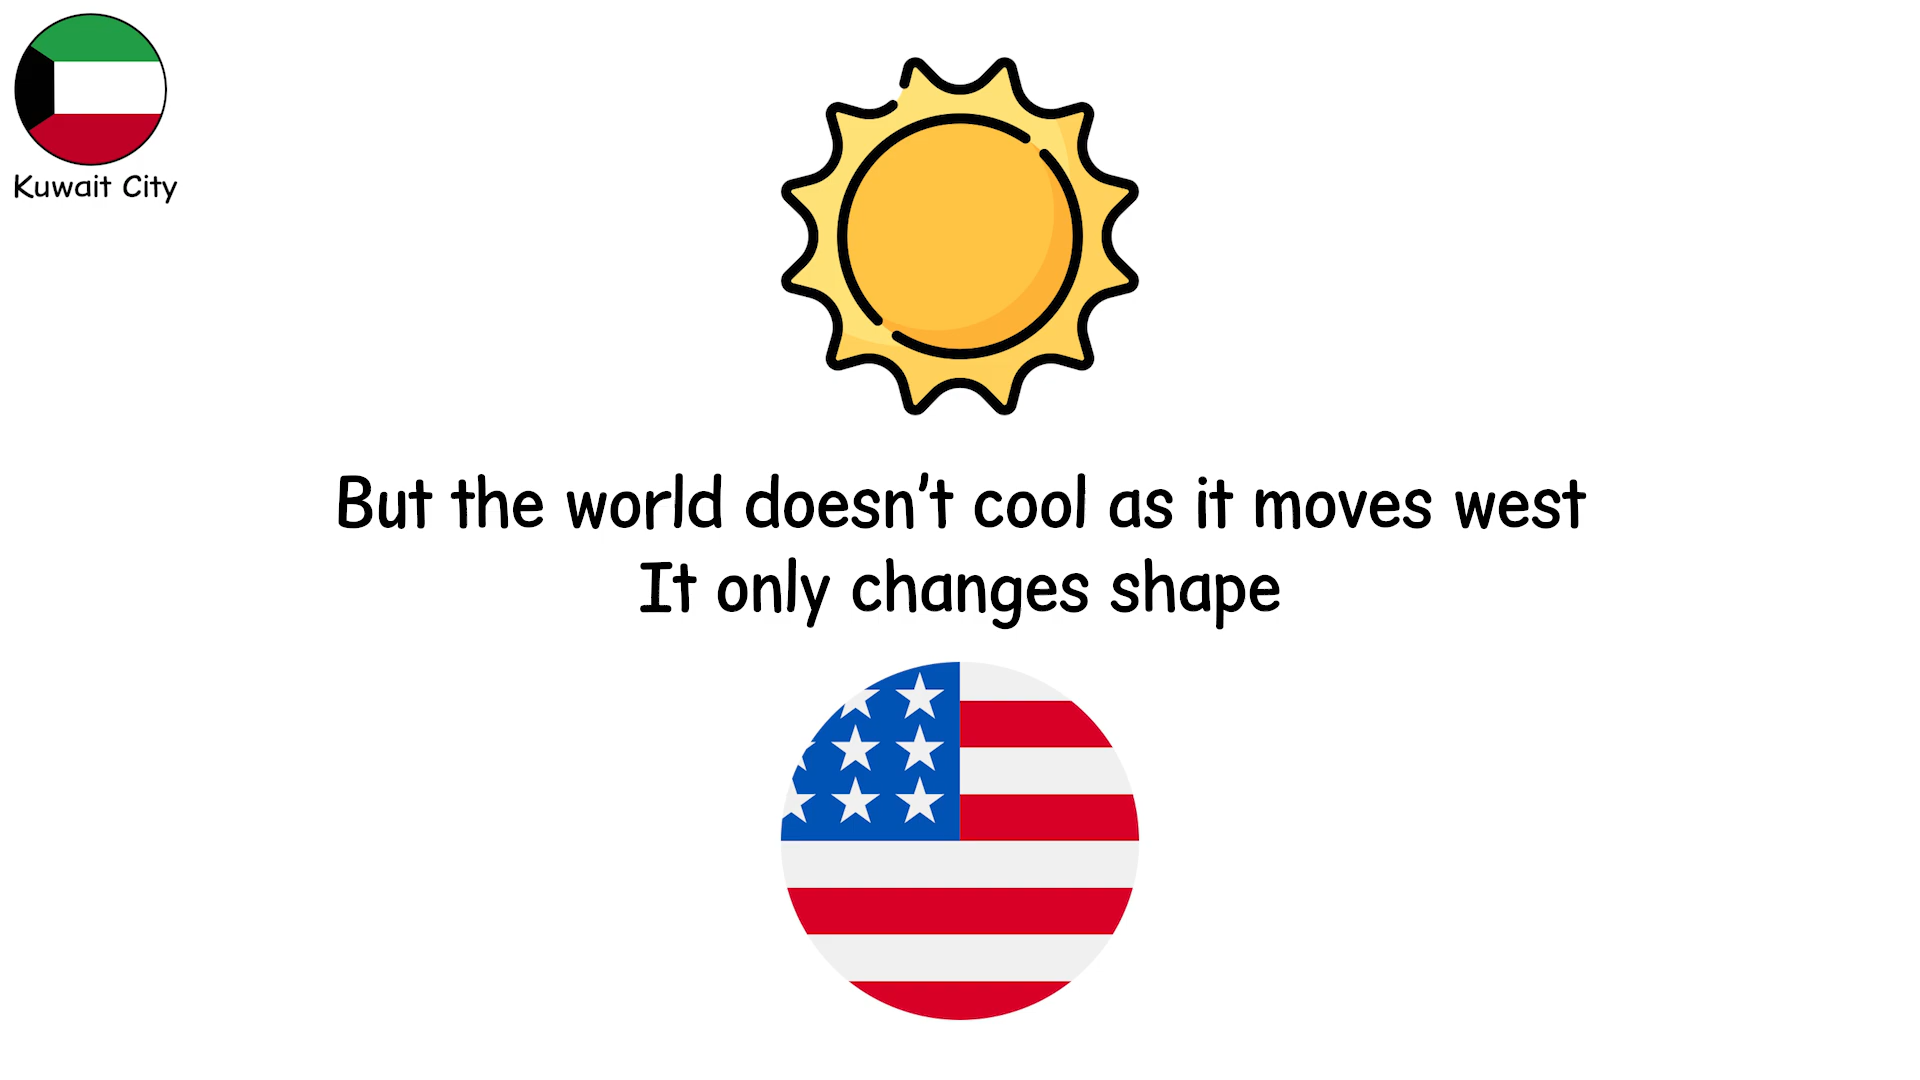 Kuwait City
But the world doesn't cool as it moves west
It only changes shape